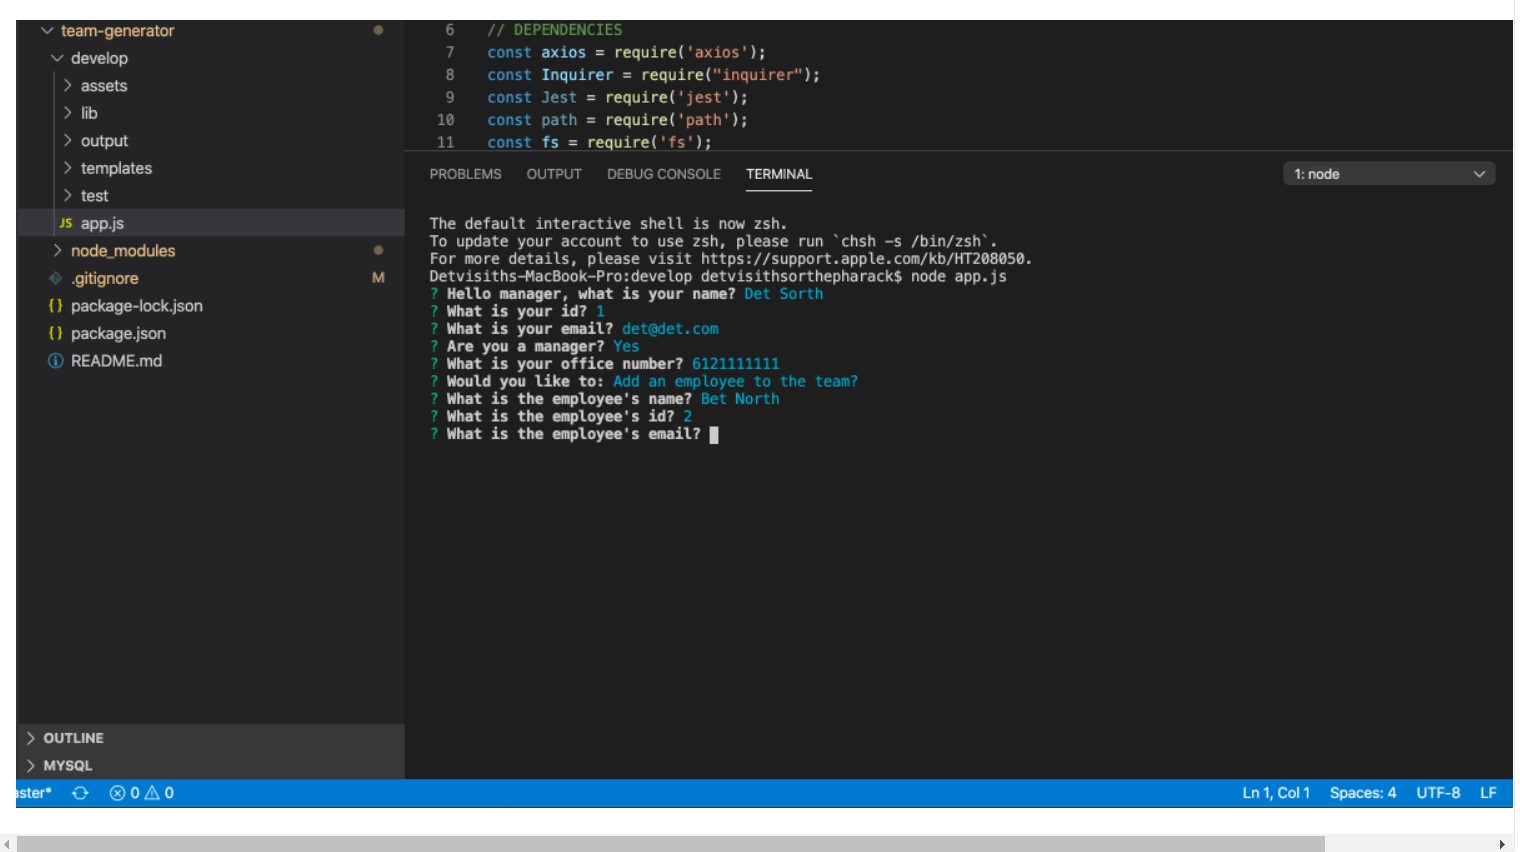 team-generator
develop
assets
lib
output
templates
test
JS app.js
node_modules
.gitignore M
{} package-lock.json
{} package.json
README.md
OUTLINE
MYSQL
6 // DEPENDENCIES
7 const axios = require('axios');
8 const Inquirer = require("inquirer");
9 const Jest = require('jest');
10 const path = require('path');
11 const fs = require('fs');
PROBLEMS OUTPUT DEBUG CONSOLE TERMINAL 1: node
The default interactive shell is now zsh.
To update your account to use zsh, please run `chsh -s /bin/zsh`.
For more details, please visit https://support.apple.com/kb/HT208050.
Detvisiths-MacBook-Pro:develop detvisithsorthepharack$ node app.js
? Hello manager, what is your name? Det Sorth
? What is your id? 1
? What is your email? det@det.com
? Are you a manager? Yes
? What is your office number? 6121111111
? Would you like to: Add an employee to the team?
? What is the employee's name? Bet North
? What is the employee's id? 2
? What is the employee's email?
aster* 0 0 Ln 1, Col 1 Spaces: 4 UTF-8 LF